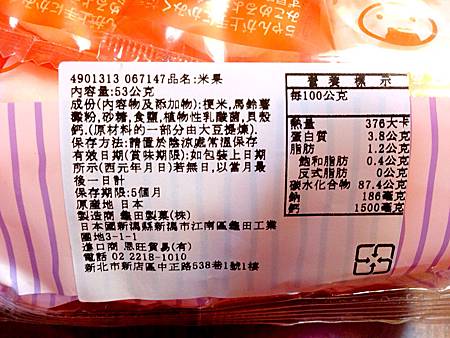 4901313 067147品名:米果
內容量:53公克
成份(內容物及添加物):粳米,馬鈴薯
澱粉,砂糖,食鹽,植物性乳酸菌,貝殼
鈣.(原材料的一部分由大豆提煉).
保存方法:請置於陰涼處常溫保存
有效日期(賞味期限):如包裝上日期
所示(西元年月日)若無日,以當月最
後一日計
保存期限:5個月
原產地 日本
製造商 龜田製菓(株)
日本國新潟縣新潟市江南區龜田工業
團地3-1-1
進口商 恩旺貿易(有)
電話 02 2218-1010
新北市新店區中正路538巷1號1樓
營養標示
每100公克
熱量 376大卡
蛋白質 3.8公克
脂肪 1.2公克
飽和脂肪 0.4公克
反式脂肪 0公克
碳水化合物 87.4公克
鈉 186毫克
鈣 1500毫克